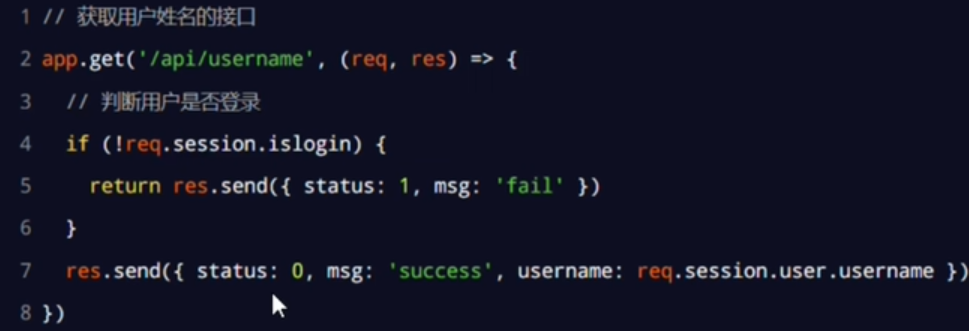 1 // 获取用户姓名的接口
2 app.get('/api/username', (req, res) => {
3 // 判断用户是否登录
4 if (!req.session.islogin) {
5 return res.send({ status: 1, msg: 'fail' })
6 }
7 res.send({ status: 0, msg: 'success', username: req.session.user.username })
8 })